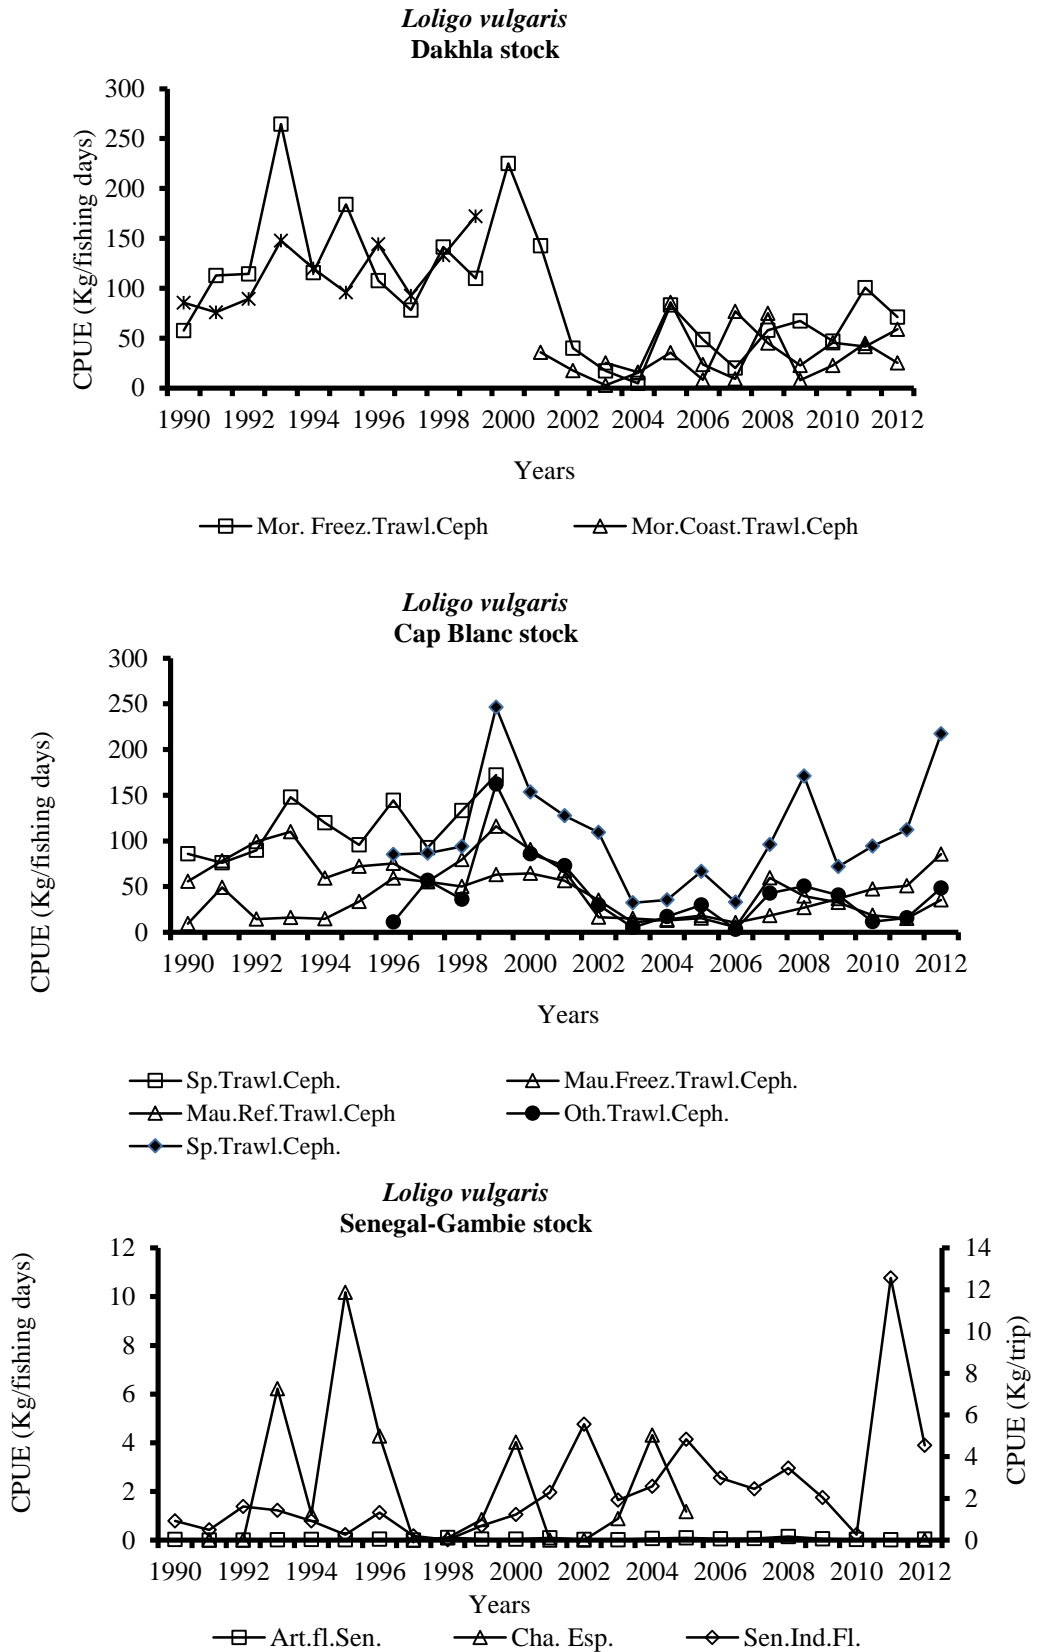 Loligo vulgaris
Dakhla stock
CPUE (Kg/fishing days)
300
250
200
150
100
50
0
1990 1992 1994 1996 1998 2000 2002 2004 2006 2008 2010 2012
Years
Mor. Freez.Trawl.Ceph Mor.Coast.Trawl.Ceph
Loligo vulgaris
Cap Blanc stock
CPUE (Kg/fishing days)
300
250
200
150
100
50
0
1990 1992 1994 1996 1998 2000 2002 2004 2006 2008 2010 2012
Years
Sp.Trawl.Ceph. Mau.Freez.Trawl.Ceph.
Mau.Ref.Trawl.Ceph Oth.Trawl.Ceph.
Sp.Trawl.Ceph.
Loligo vulgaris
Senegal-Gambie stock
CPUE (Kg/fishing days)
12
10
8
6
4
2
0
14
12
10
8
6
4
2
0
CPUE (Kg/trip)
1990 1992 1994 1996 1998 2000 2002 2004 2006 2008 2010 2012
Years
Art.fl.Sen. Cha. Esp. Sen.Ind.Fl.